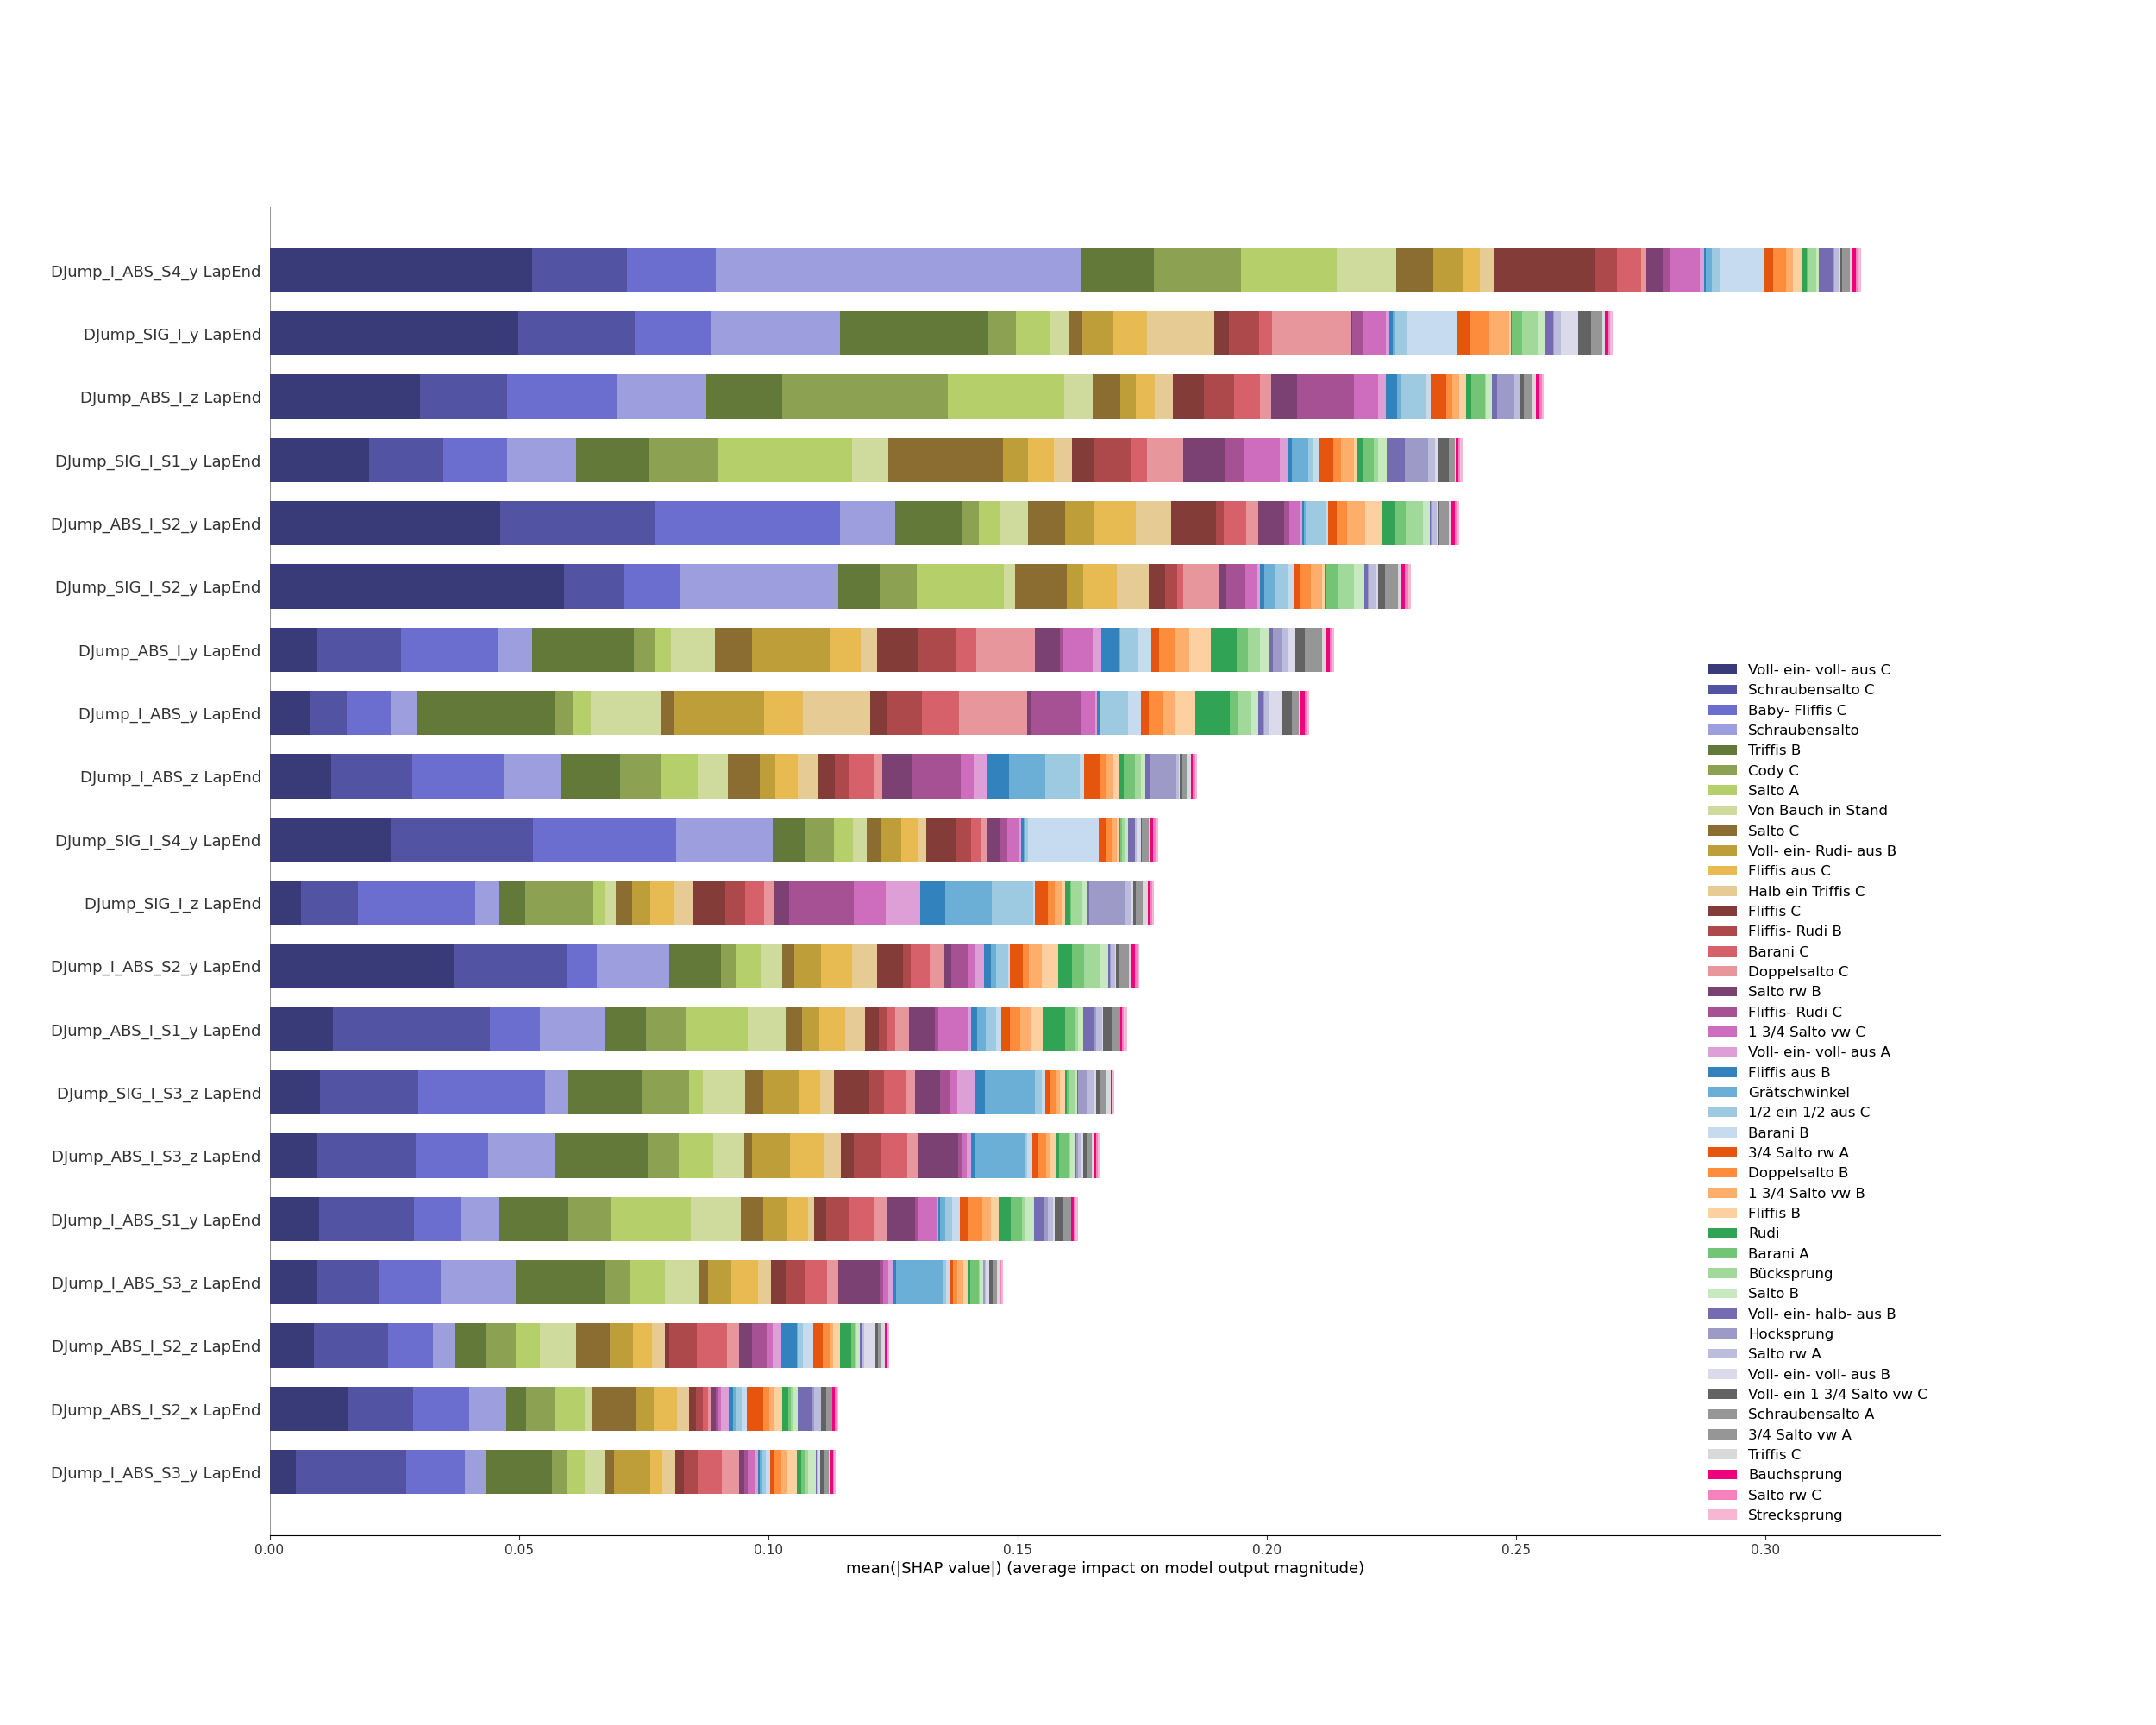 DJump_I_ABS_S4_y LapEnd
DJump_SIG_I_y LapEnd
DJump_ABS_I_z LapEnd
DJump_SIG_I_S1_y LapEnd
DJump_ABS_I_S2_y LapEnd
DJump_SIG_I_S2_y LapEnd
DJump_ABS_I_y LapEnd
DJump_I_ABS_y LapEnd
DJump_I_ABS_z LapEnd
DJump_SIG_I_S4_y LapEnd
DJump_SIG_I_z LapEnd
DJump_I_ABS_S2_y LapEnd
DJump_ABS_I_S1_y LapEnd
DJump_SIG_I_S3_z LapEnd
DJump_ABS_I_S3_z LapEnd
DJump_I_ABS_S1_y LapEnd
DJump_I_ABS_S3_z LapEnd
DJump_ABS_I_S2_z LapEnd
DJump_ABS_I_S2_x LapEnd
DJump_I_ABS_S3_y LapEnd
Voll- ein- voll- aus C
Schraubensalto C
Baby- Fliffis C
Schraubensalto
Triffis B
Cody C
Salto A
Von Bauch in Stand
Salto C
Voll- ein- Rudi- aus B
Fliffis aus C
Halb ein Triffis C
Fliffis C
Fliffis- Rudi B
Barani C
Doppelsalto C
Salto rw B
Fliffis- Rudi C
1 3/4 Salto vw C
Voll- ein- voll- aus A
Fliffis aus B
Grätschwinkel
1/2 ein 1/2 aus C
Barani B
3/4 Salto rw A
Doppelsalto B
1 3/4 Salto vw B
Fliffis B
Rudi
Barani A
Bücksprung
Salto B
Voll- ein- halb- aus B
Hocksprung
Salto rw A
Voll- ein- voll- aus B
Voll- ein 1 3/4 Salto vw C
Schraubensalto A
3/4 Salto vw A
Triffis C
Bauchsprung
Salto rw C
Strecksprung
0.00 0.05 0.10 0.15 0.20 0.25 0.30
mean(|SHAP value|) (average impact on model output magnitude)